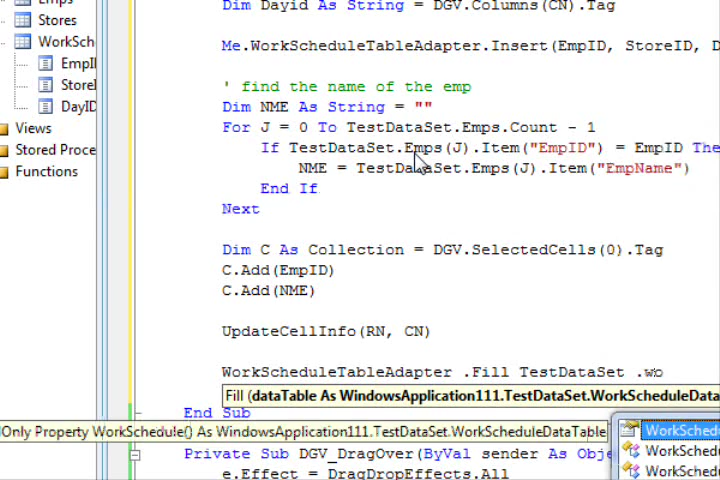 Emps
Stores
WorkSch
EmpI
Store
DayID
Views
Stored Proce
Functions
Dim Dayid As String = DGV.Columns(CN).Tag
Me.WorkScheduleTableAdapter.Insert(EmpID, StoreID, D
' find the name of the emp
Dim NME As String = ""
For J = 0 To TestDataSet.Emps.Count - 1
If TestDataSet.Emps(J).Item("EmpID") = EmpID The
NME = TestDataSet.Emps(J).Item("EmpName")
End If
Next
Dim C As Collection = DGV.SelectedCells(0).Tag
C.Add(EmpID)
C.Add(NME)
UpdateCellInfo(RN, CN)
WorkScheduleTableAdapter .Fill TestDataSet .wo
Fill (dataTable As WindowsApplication111.TestDataSet.WorkScheduleData
End Sub
Only Property WorkSchedule() As WindowsApplication111.TestDataSet.WorkScheduleDataTable
WorkSchedu
Private Sub DGV_DragOver(ByVal sender As Obje
WorkSchedu
e.Effect = DragDropEffects.All
WorkSchedu